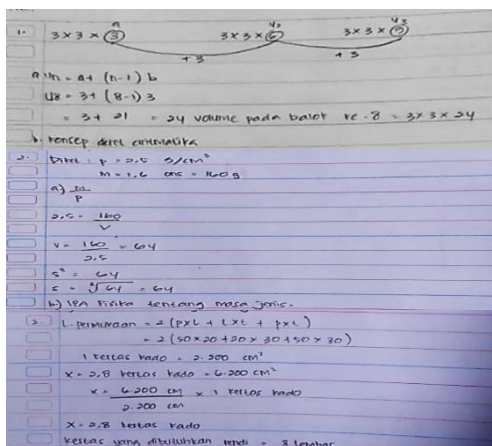 1. 3 × 3 × 3 3 × 3 × 6 3 × 3 × 9
a U2 U3
+3 +3
a Un = a + (n-1) b
U8 = 3 + (8-1) 3
= 3 + 21 = 24 volume pada balok ke-8 = 3 × 3 × 24
b. konsep deret aritmatika
2. Diket : p = 2,5 g/cm³
m = 1,6 ons = 160 g
a) m/p
2,5 = 160/V
V = 160/2,5 = 64
s³ = 64
s = ∛64 = 64
b) IPA Fisika tentang masa jenis.
3. L. permukaan = 2 (p×l + l×t + p×t)
= 2 (50×20 + 20×30 + 50×30)
1 kertas kado = 2.200 cm²
x = 2,8 kertas kado = 6.200 cm²
x = 6.200 cm / 2.200 cm × 1 kertas kado
x = 2,8 kertas kado
kertas yang dibutuhkan = 3 lembar